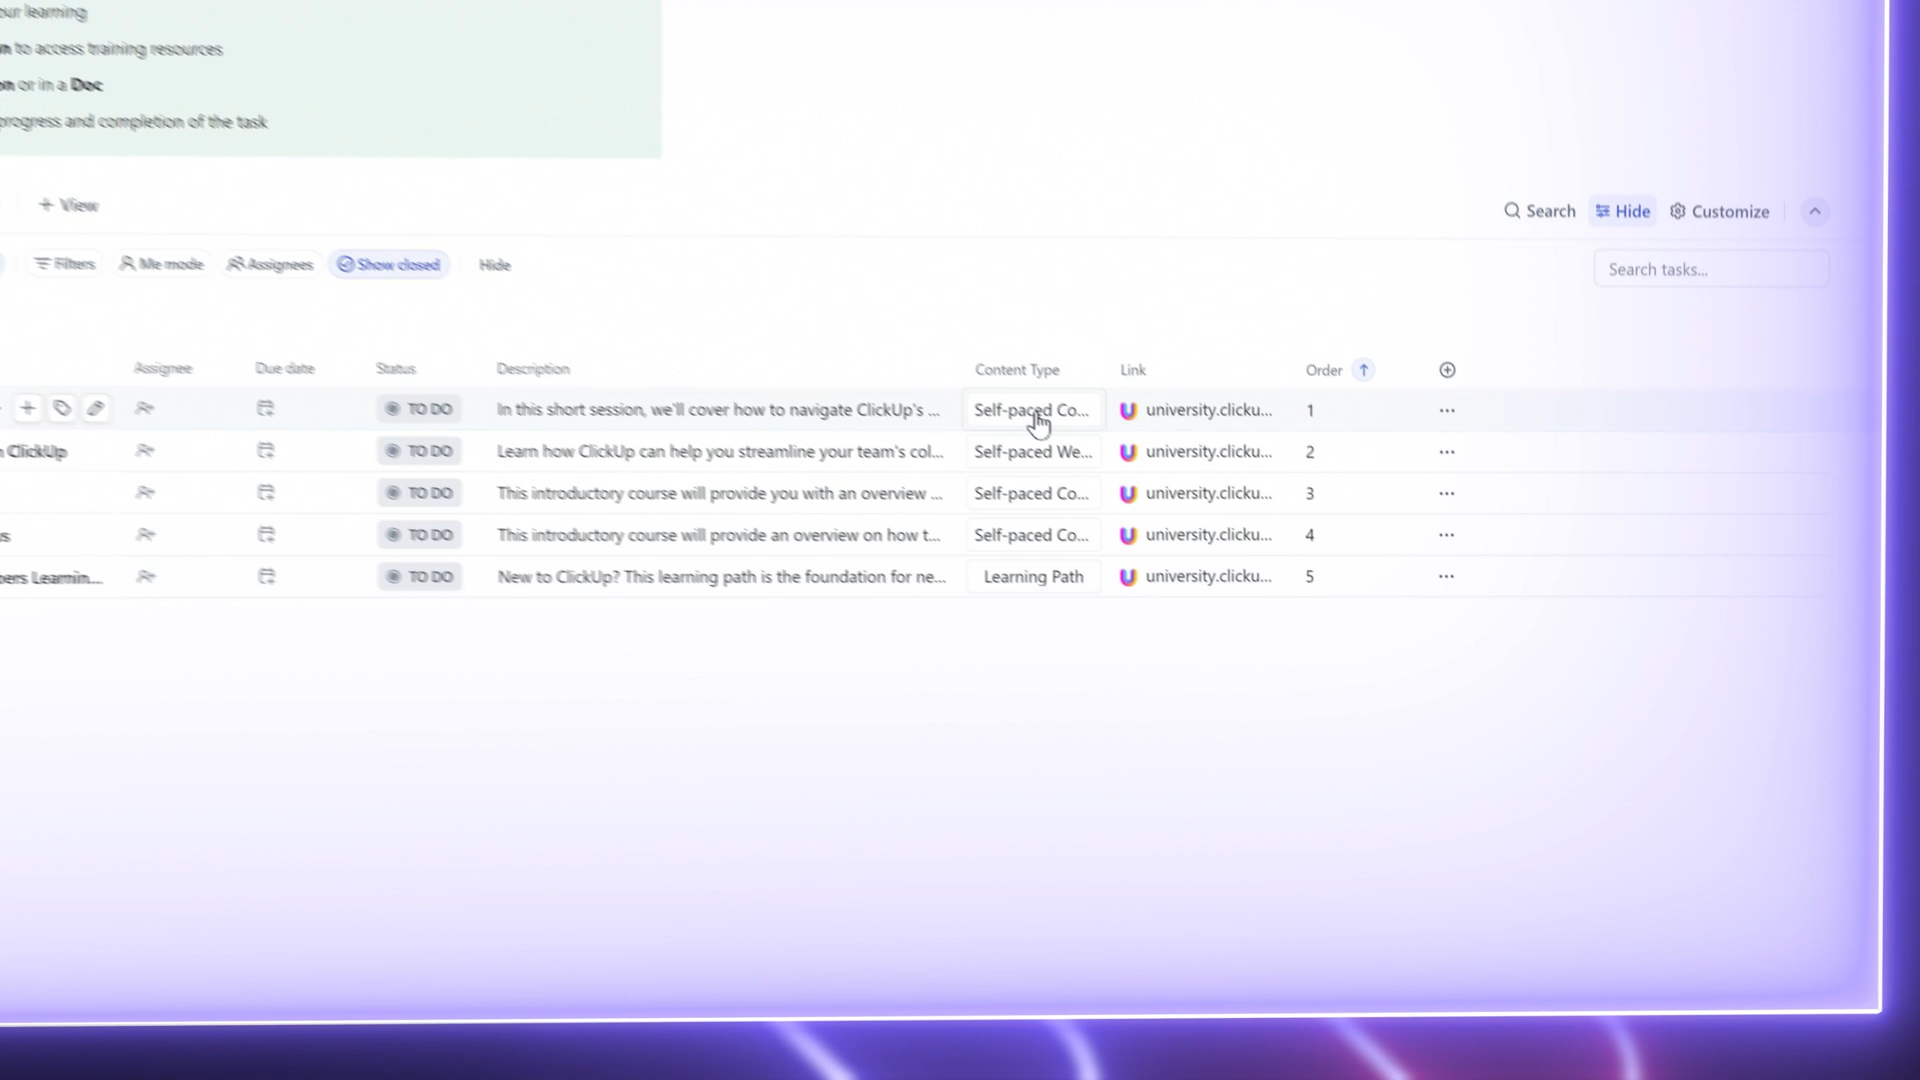 our learning
n to access training resources
on or in a Doc
progress and completion of the task
+ View
Search
Hide
Customize
Filters
Me mode
Assignees
Show closed
Hide
Search tasks...
Assignee
Due date
Status
Description
Content Type
Link
Order
TO DO
In this short session, we'll cover how to navigate ClickUp's ...
Self-paced Co...
university.clicku...
1
ClickUp
TO DO
Learn how ClickUp can help you streamline your team's col...
Self-paced We...
university.clicku...
2
TO DO
This introductory course will provide you with an overview ...
Self-paced Co...
university.clicku...
3
s
TO DO
This introductory course will provide an overview on how t...
Self-paced Co...
university.clicku...
4
bers Learnin...
TO DO
New to ClickUp? This learning path is the foundation for ne...
Learning Path
university.clicku...
5